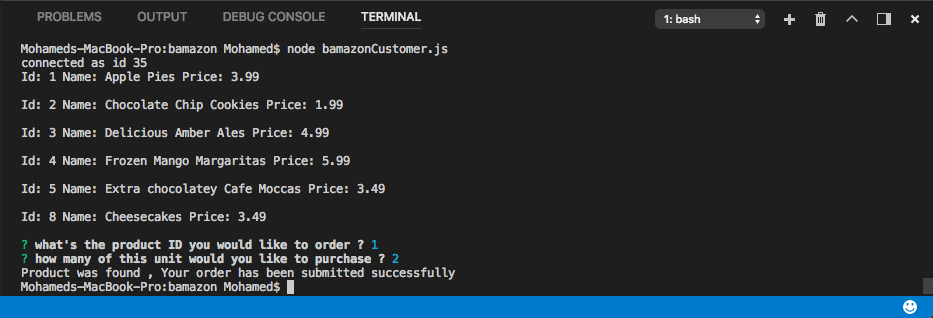 PROBLEMS OUTPUT DEBUG CONSOLE TERMINAL 1: bash
Mohameds-MacBook-Pro:bamazon Mohamed$ node bamazonCustomer.js
connected as id 35
Id: 1 Name: Apple Pies Price: 3.99
Id: 2 Name: Chocolate Chip Cookies Price: 1.99
Id: 3 Name: Delicious Amber Ales Price: 4.99
Id: 4 Name: Frozen Mango Margaritas Price: 5.99
Id: 5 Name: Extra chocolatey Cafe Moccas Price: 3.49
Id: 8 Name: Cheesecakes Price: 3.49
? what's the product ID you would like to order ? 1
? how many of this unit would you like to purchase ? 2
Product was found , Your order has been submitted successfully
Mohameds-MacBook-Pro:bamazon Mohamed$